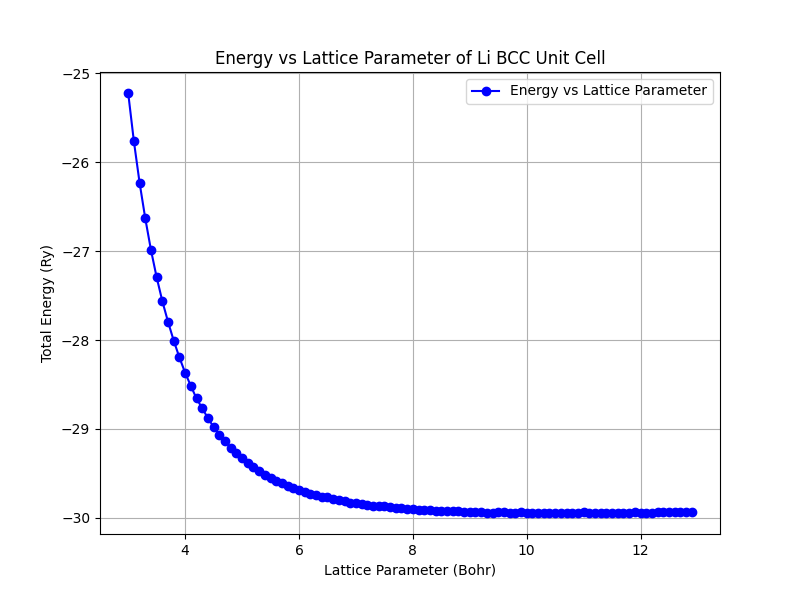 Energy vs Lattice Parameter of Li BCC Unit Cell
Energy vs Lattice Parameter
Total Energy (Ry)
−25
−26
−27
−28
−29
−30
4
6
8
10
12
Lattice Parameter (Bohr)